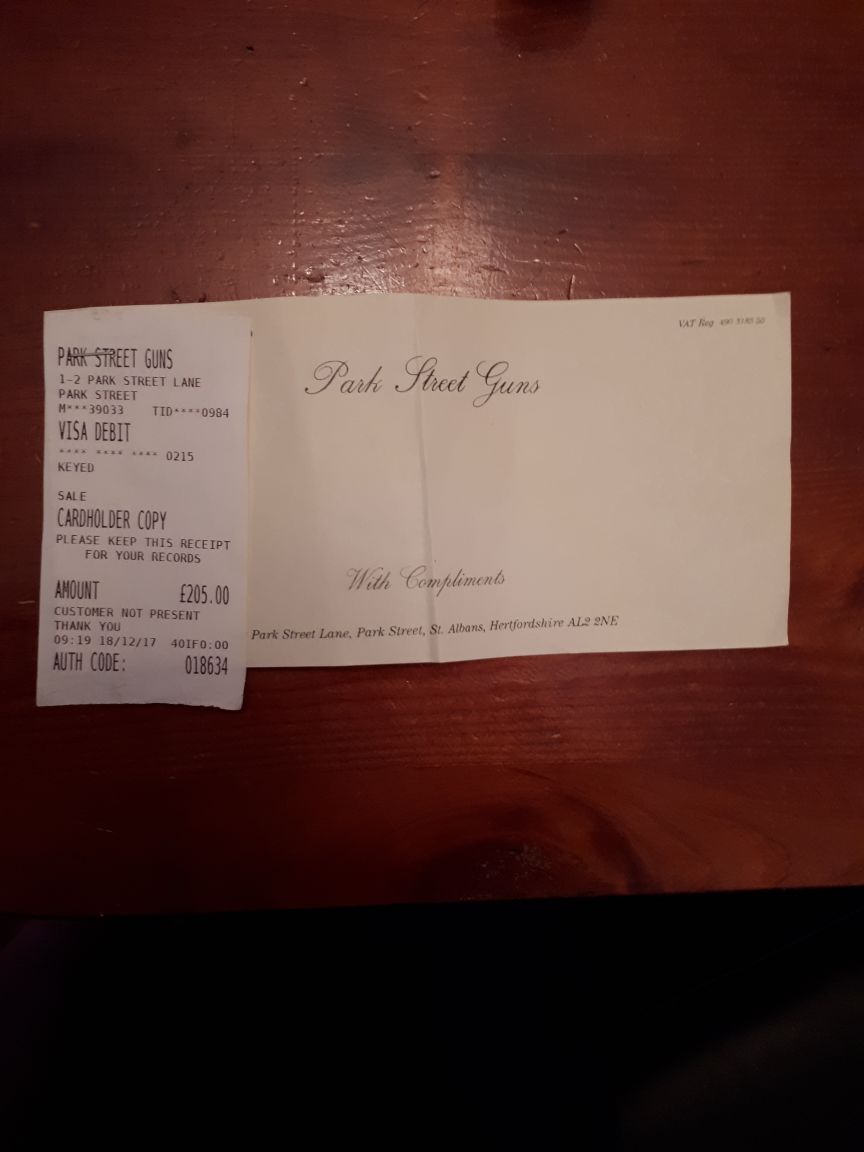 PARK STREET GUNS
1-2 PARK STREET LANE
PARK STREET
M***39033 TID****0984
VISA DEBIT
**** **** **** 0215
KEYED
SALE
CARDHOLDER COPY
PLEASE KEEP THIS RECEIPT
FOR YOUR RECORDS
AMOUNT £205.00
CUSTOMER NOT PRESENT
THANK YOU
09:19 18/12/17 40IF0:00
AUTH CODE: 018634
VAT Reg 490 3183 50
Park Street Guns
With Compliments
Park Street Lane, Park Street, St. Albans, Hertfordshire AL2 2NE